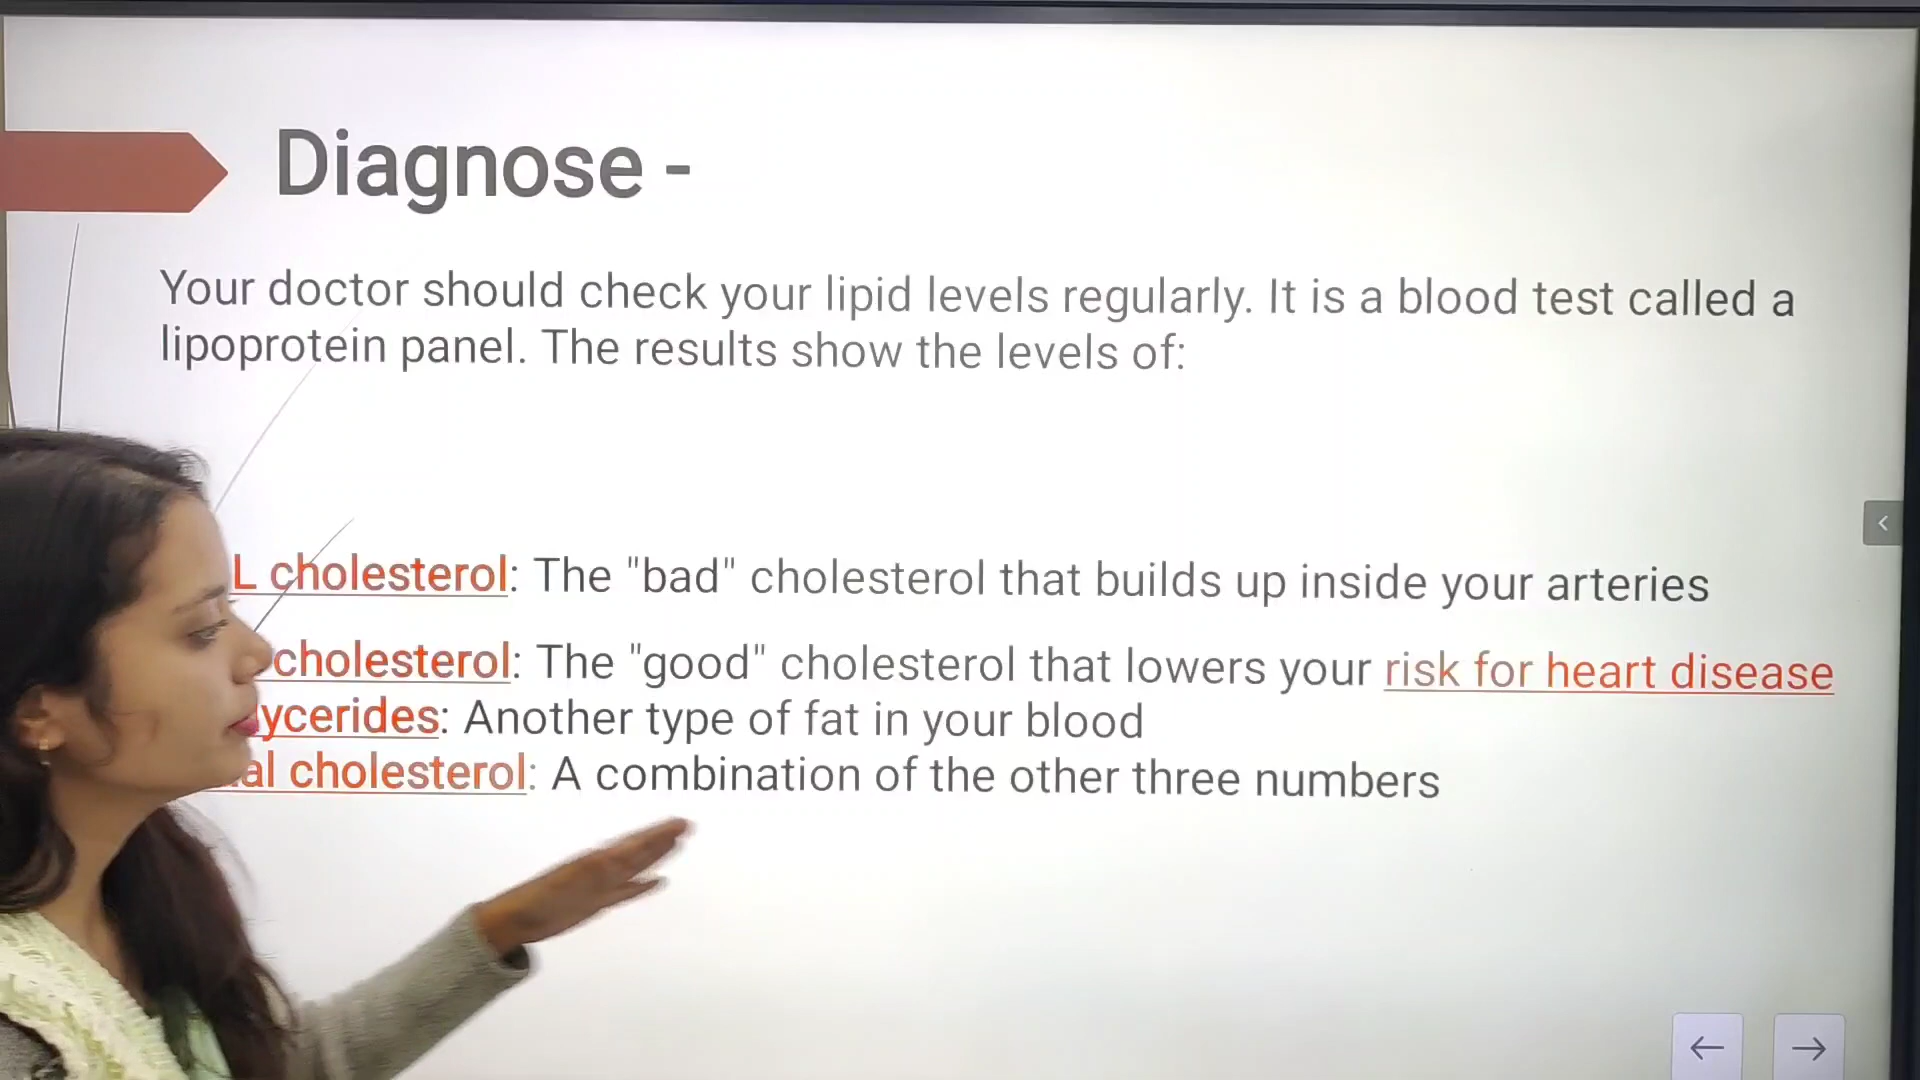 Diagnose -
Your doctor should check your lipid levels regularly. It is a blood test called a
lipoprotein panel. The results show the levels of:
L cholesterol: The "bad" cholesterol that builds up inside your arteries
cholesterol: The "good" cholesterol that lowers your risk for heart disease
ycerides: Another type of fat in your blood
al cholesterol: A combination of the other three numbers